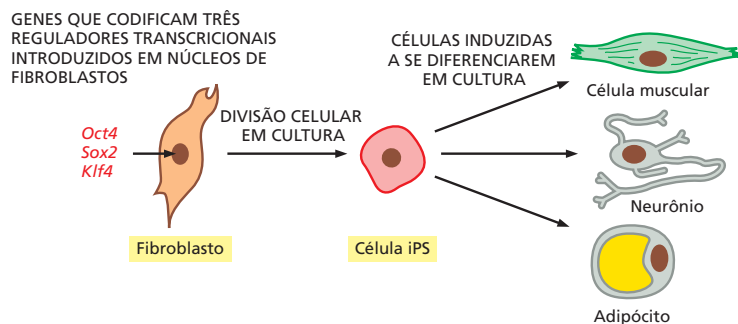 GENES QUE CODIFICAM TRÊS
REGULADORES TRANSCRICIONAIS
INTRODUZIDOS EM NÚCLEOS DE
FIBROBLASTOS
Oct4
Sox2
Klf4
Fibroblasto
DIVISÃO CELULAR
EM CULTURA
Célula iPS
CÉLULAS INDUZIDAS
A SE DIFERENCIAREM
EM CULTURA
Célula muscular
Neurônio
Adipócito